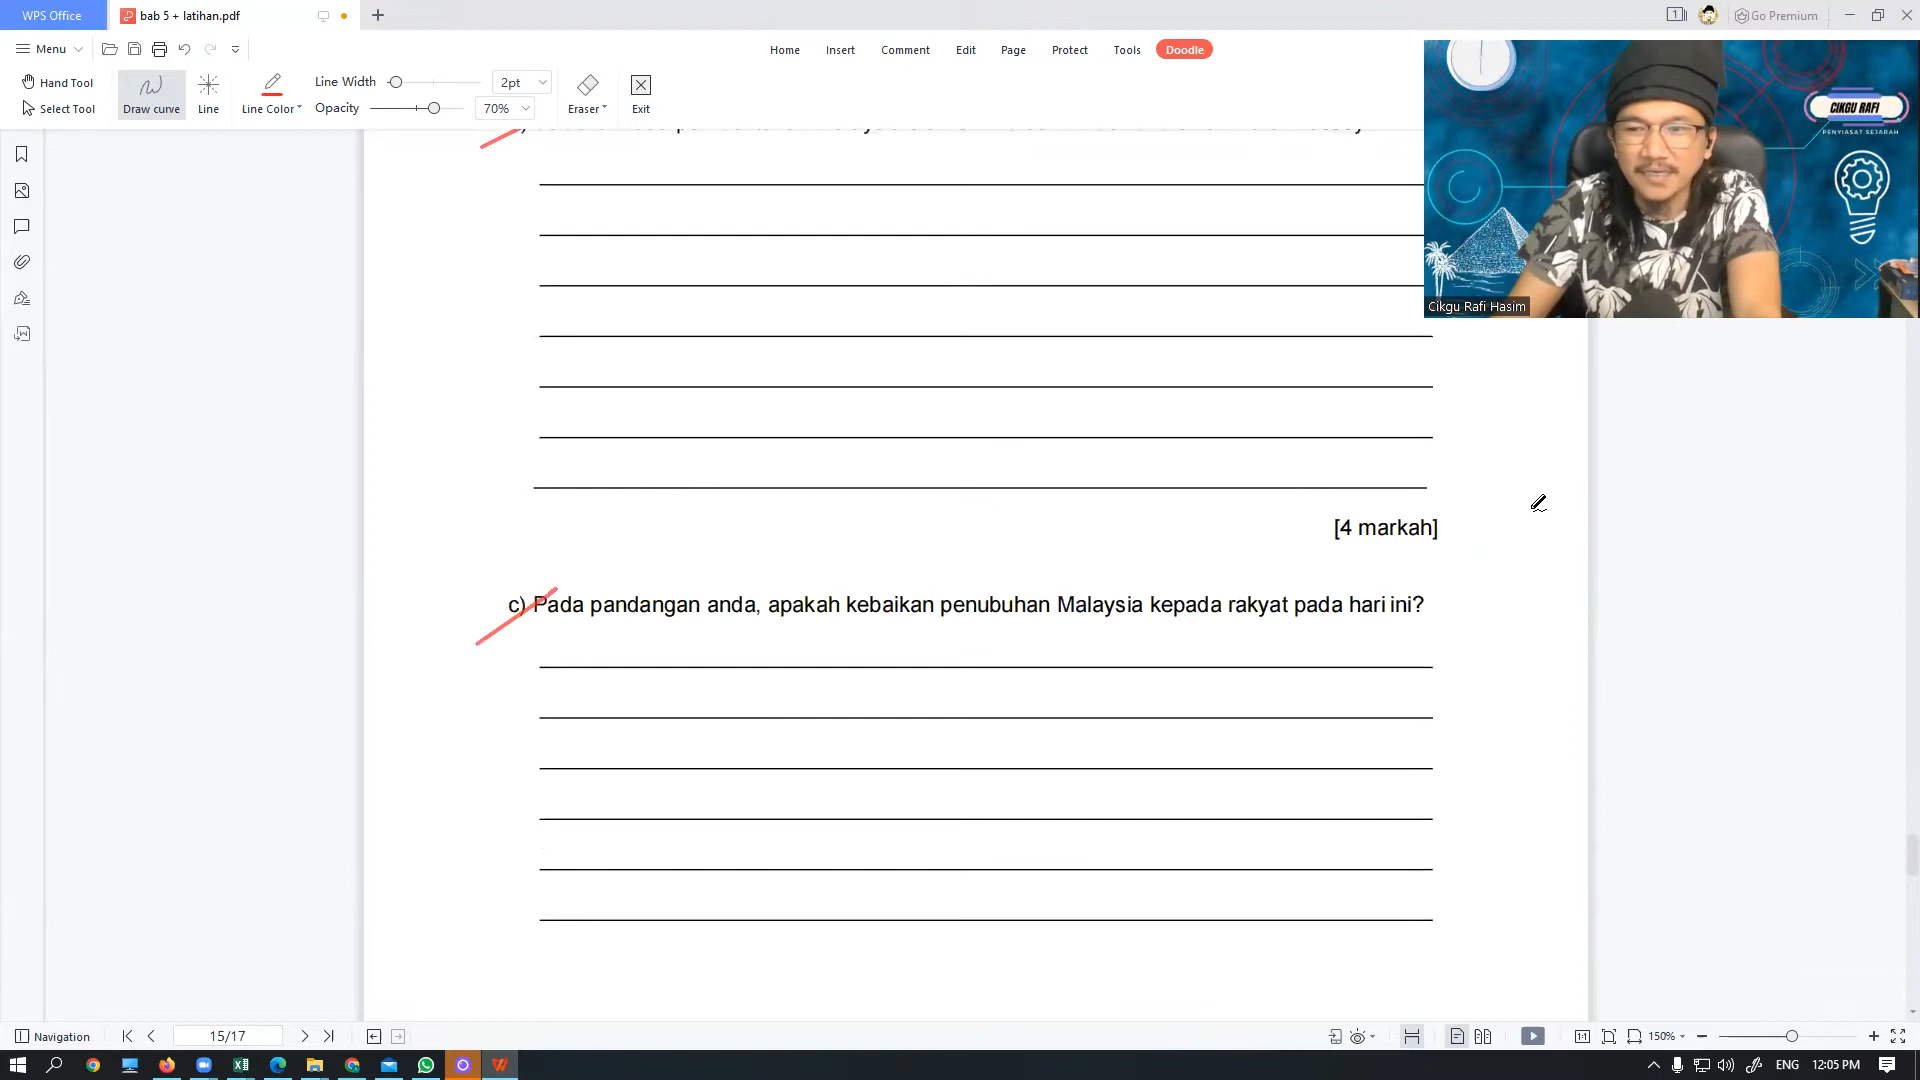 WPS Office
bab 5 + latihan.pdf
1
Go Premium
Menu
Home
Insert
Comment
Edit
Page
Protect
Tools
Doodle
Hand Tool
Select Tool
Draw curve
Line
Line Color
Line Width
2pt
Opacity
70%
Eraser
Exit
CIKGU RAFI
PENYIASAT SEJARAH
Cikgu Rafi Hasim
[4 markah]
c) Pada pandangan anda, apakah kebaikan penubuhan Malaysia kepada rakyat pada hari ini?
Navigation
15/17
150%
ENG
12:05 PM